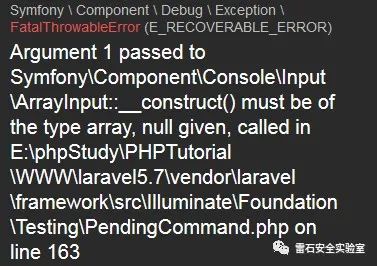 Symfony \ Component \ Debug \ Exception \
FatalThrowableError (E_RECOVERABLE_ERROR)
Argument 1 passed to
Symfony\Component\Console\Input
\ArrayInput::__construct() must be of
the type array, null given, called in
E:\phpStudy\PHPTutorial
\WWW\laravel5.7\vendor\laravel
\framework\src\Illuminate\Foundation
\Testing\PendingCommand.php on
line 163
雷石安全实验室